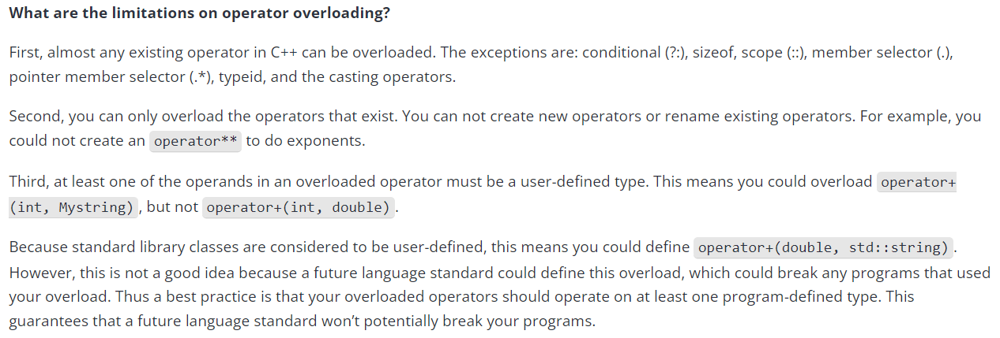 What are the limitations on operator overloading?
First, almost any existing operator in C++ can be overloaded. The exceptions are: conditional (?:), sizeof, scope (::), member selector (.),
pointer member selector (.*), typeid, and the casting operators.
Second, you can only overload the operators that exist. You can not create new operators or rename existing operators. For example, you
could not create an operator** to do exponents.
Third, at least one of the operands in an overloaded operator must be a user-defined type. This means you could overload operator+
(int, Mystring), but not operator+(int, double).
Because standard library classes are considered to be user-defined, this means you could define operator+(double, std::string).
However, this is not a good idea because a future language standard could define this overload, which could break any programs that used
your overload. Thus a best practice is that your overloaded operators should operate on at least one program-defined type. This
guarantees that a future language standard won’t potentially break your programs.